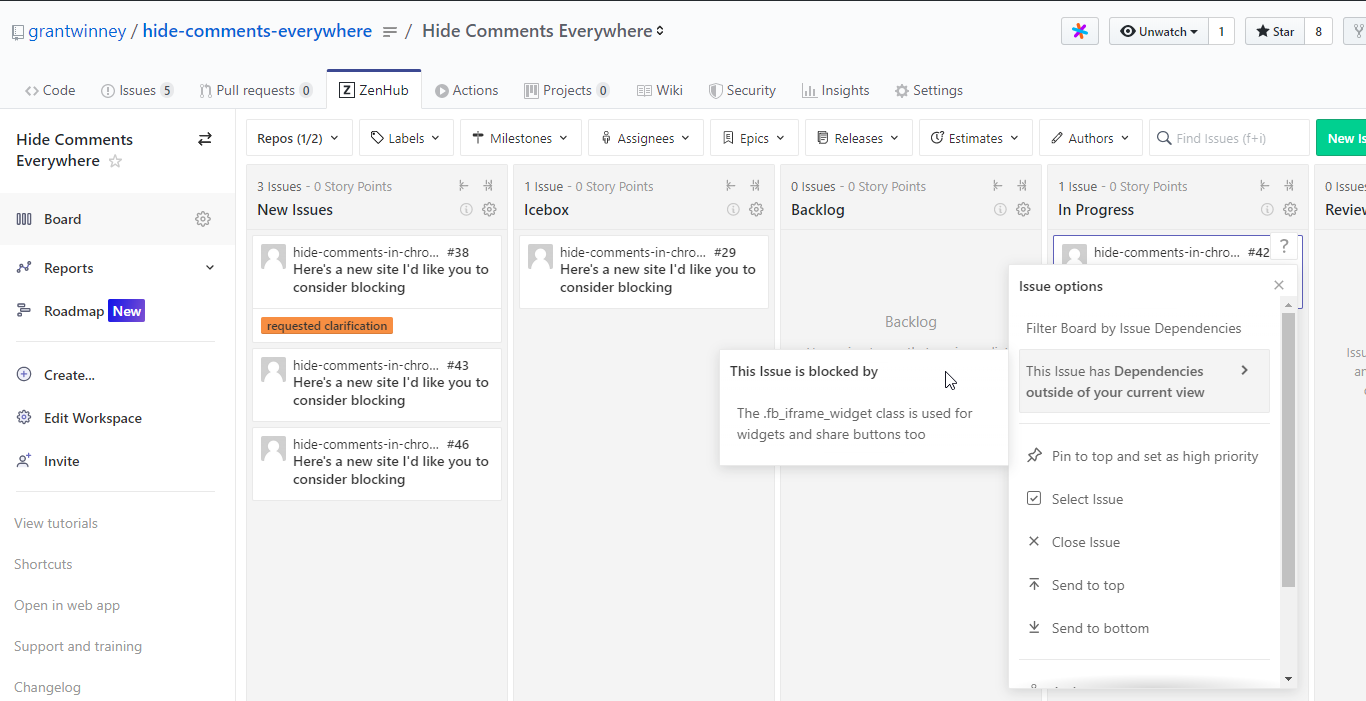 grantwinney / hide-comments-everywhere / Hide Comments Everywhere
Unwatch 1 Star 8
Code Issues 5 Pull requests 0 Z ZenHub Actions Projects 0 Wiki Security Insights Settings
Hide Comments
Everywhere
Board
Reports
Roadmap New
Create...
Edit Workspace
Invite
View tutorials
Shortcuts
Open in web app
Support and training
Changelog
Repos (1/2) Labels Milestones Assignees Epics Releases Estimates Authors Find Issues (f+i) New Is
3 Issues - 0 Story Points
New Issues
hide-comments-in-chro... #38
Here's a new site I'd like you to
consider blocking
requested clarification
hide-comments-in-chro... #43
Here's a new site I'd like you to
consider blocking
hide-comments-in-chro... #46
Here's a new site I'd like you to
consider blocking
1 Issue - 0 Story Points
Icebox
hide-comments-in-chro... #29
Here's a new site I'd like you to
consider blocking
0 Issues - 0 Story Points
Backlog
Backlog
This Issue is blocked by
The .fb_iframe_widget class is used for
widgets and share buttons too
1 Issue - 0 Story Points
In Progress
hide-comments-in-chro... #42
?
Issue options
Filter Board by Issue Dependencies
This Issue has Dependencies
outside of your current view
Pin to top and set as high priority
Select Issue
Close Issue
Send to top
Send to bottom
0 Issues
Review
Issu
an